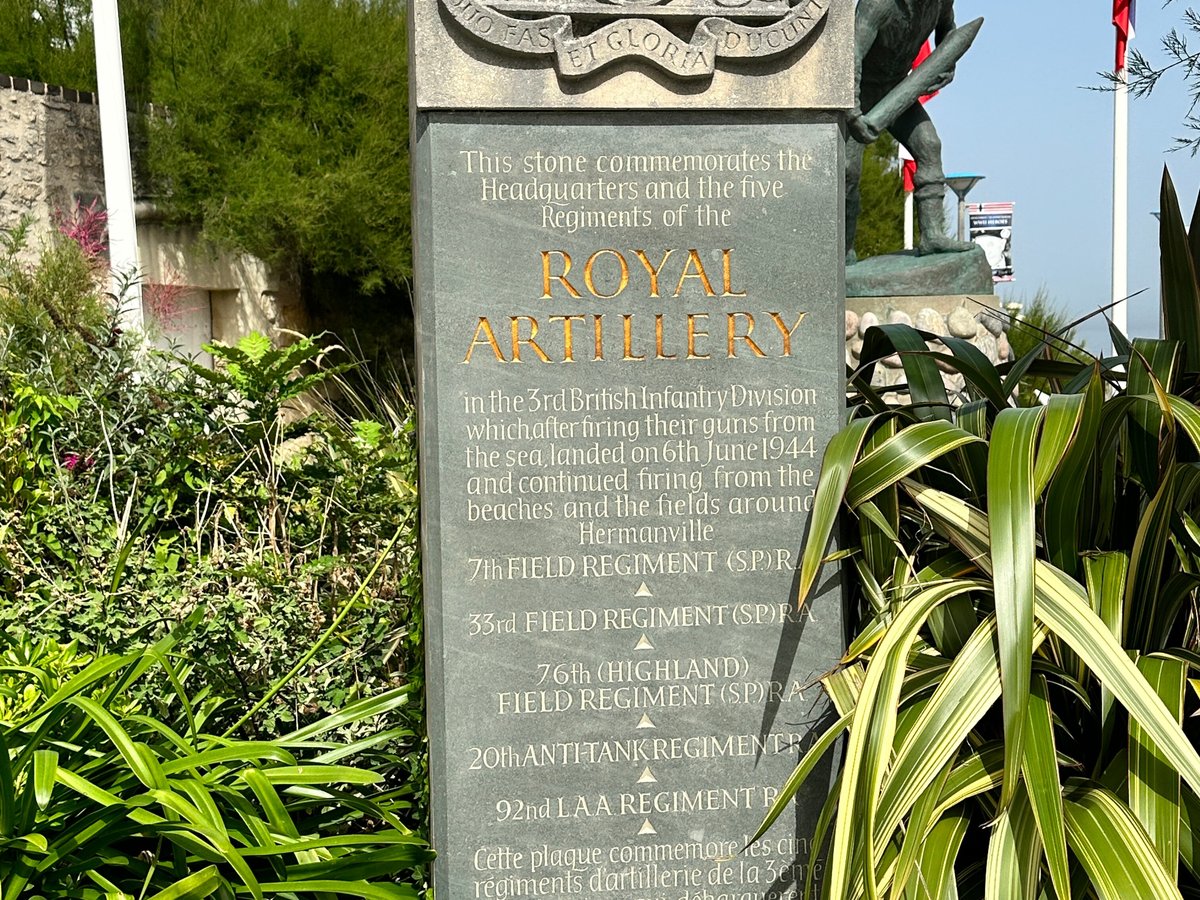 QUO FAS ET GLORIA DUCUNT
This stone commemorates the
Headquarters and the five
Regiments of the
ROYAL
ARTILLERY
in the 3rd British Infantry Division
which, after firing their guns from
the sea, landed on 6th June 1944
and continued firing from the
beaches and the fields around
Hermanville
7th FIELD REGIMENT (S.P.) R.A
33rd FIELD REGIMENT (S.P.) R.A
76th (HIGHLAND)
FIELD REGIMENT (S.P.) R.A
20th ANTI-TANK REGIMENT R.A
92nd L.A.A. REGIMENT R.A
Cette plaque commemore les cinq
régiments d'artillerie de la 3ème
débarquèrent
WWII HEROES